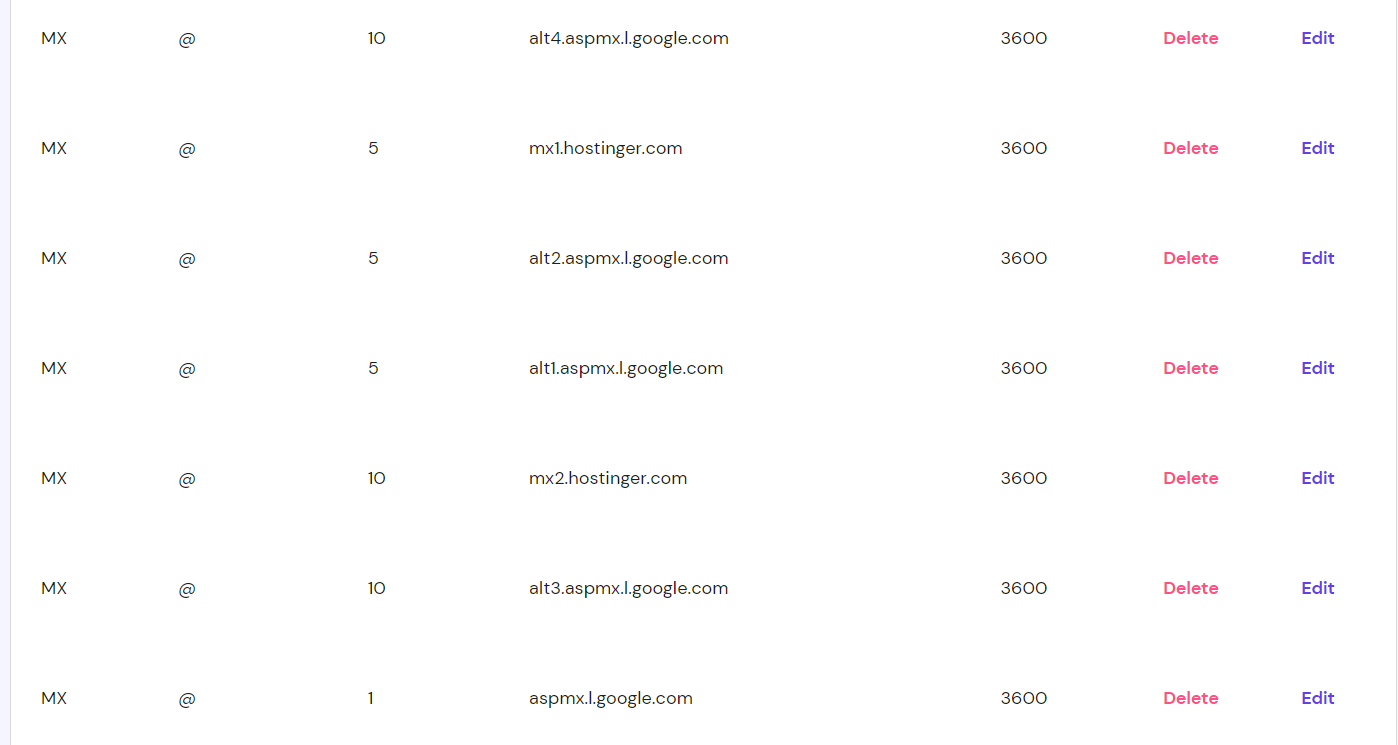 MX @ 10 alt4.aspmx.l.google.com 3600 Delete Edit
MX @ 5 mx1.hostinger.com 3600 Delete Edit
MX @ 5 alt2.aspmx.l.google.com 3600 Delete Edit
MX @ 5 alt1.aspmx.l.google.com 3600 Delete Edit
MX @ 10 mx2.hostinger.com 3600 Delete Edit
MX @ 10 alt3.aspmx.l.google.com 3600 Delete Edit
MX @ 1 aspmx.l.google.com 3600 Delete Edit